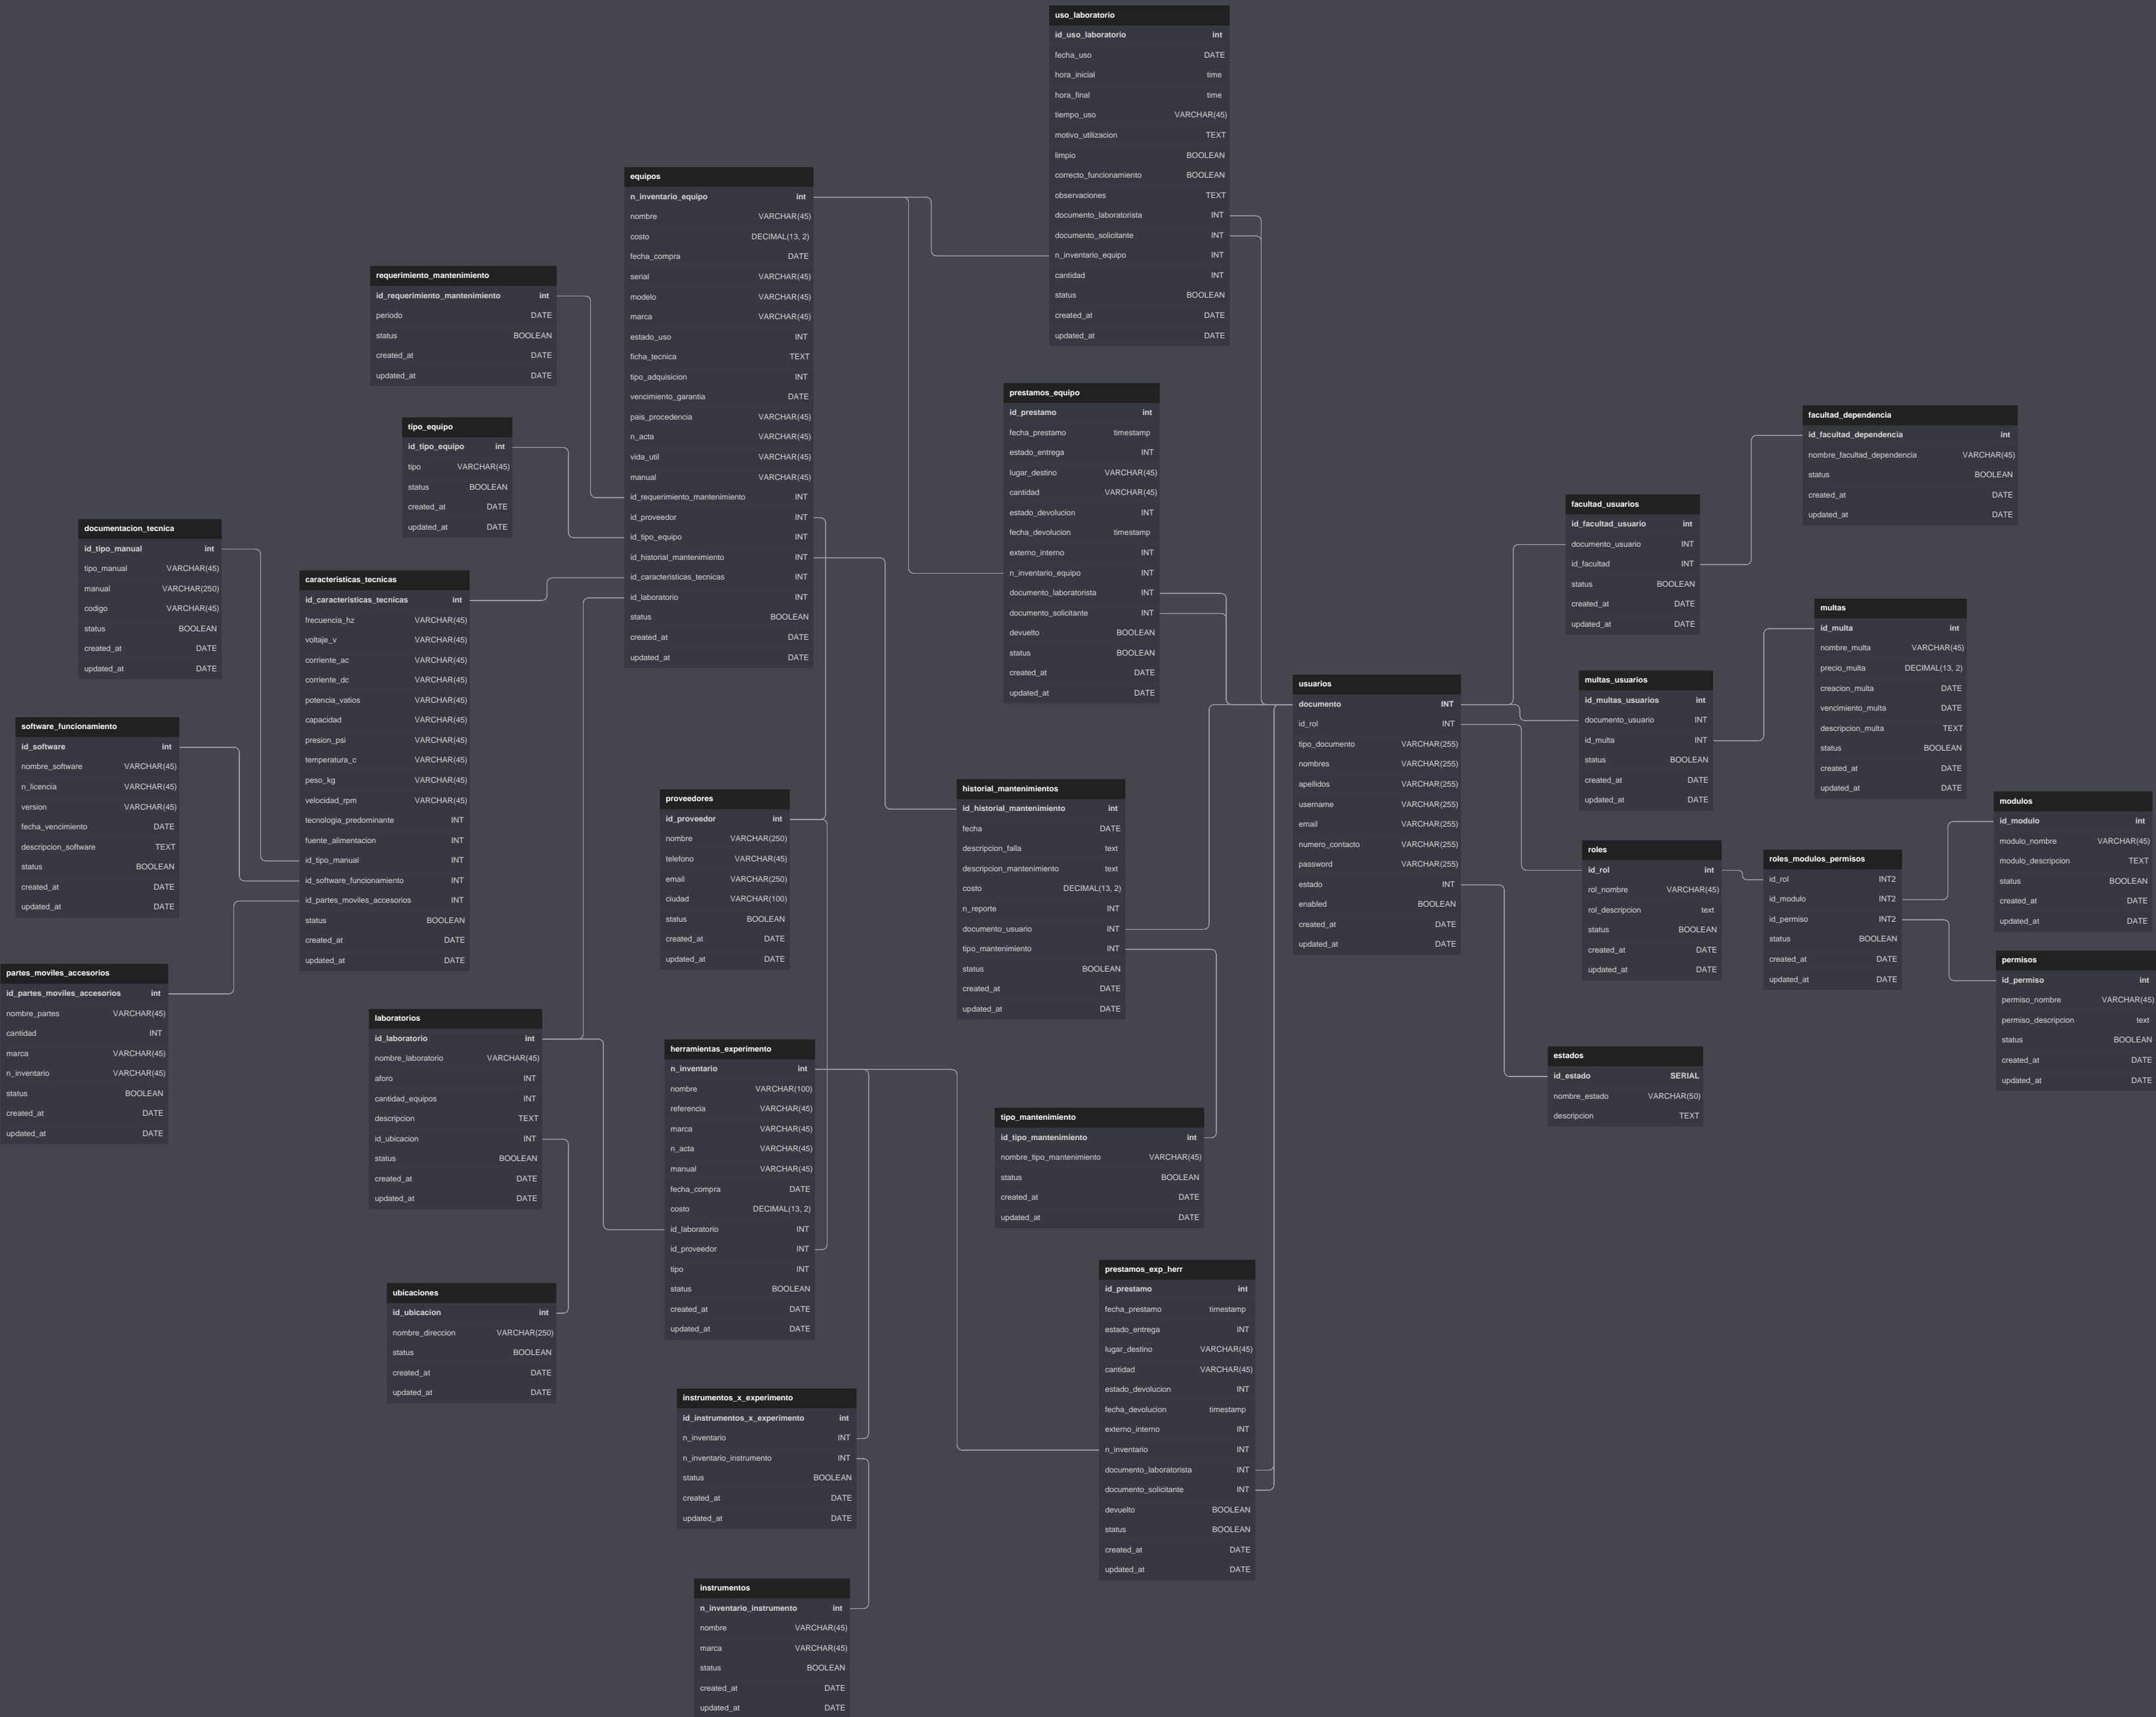 uso_laboratorio
id_uso_laboratorio int
fecha_uso DATE
hora_inicial time
hora_final time
tiempo_uso VARCHAR(45)
motivo_utilizacion TEXT
limpio BOOLEAN
correcto_funcionamiento BOOLEAN
observaciones TEXT
documento_laboratorista INT
documento_solicitante INT
n_inventario_equipo INT
cantidad INT
status BOOLEAN
created_at DATE
updated_at DATE
equipos
n_inventario_equipo int
nombre VARCHAR(45)
costo DECIMAL(13, 2)
fecha_compra DATE
serial VARCHAR(45)
modelo VARCHAR(45)
marca VARCHAR(45)
estado_uso INT
ficha_tecnica TEXT
tipo_adquisicion INT
vencimiento_garantia DATE
pais_procedencia VARCHAR(45)
n_acta VARCHAR(45)
vida_util VARCHAR(45)
manual VARCHAR(45)
id_requerimiento_mantenimiento INT
id_proveedor INT
id_tipo_equipo INT
id_historial_mantenimiento INT
id_caracteristicas_tecnicas INT
id_laboratorio INT
status BOOLEAN
created_at DATE
updated_at DATE
requerimiento_mantenimiento
id_requerimiento_mantenimiento int
periodo DATE
status BOOLEAN
created_at DATE
updated_at DATE
prestamos_equipo
id_prestamo int
fecha_prestamo timestamp
estado_entrega INT
lugar_destino VARCHAR(45)
cantidad VARCHAR(45)
estado_devolucion INT
fecha_devolucion timestamp
externo_interno INT
n_inventario_equipo INT
documento_laboratorista INT
documento_solicitante INT
devuelto BOOLEAN
status BOOLEAN
created_at DATE
updated_at DATE
facultad_dependencia
id_facultad_dependencia int
nombre_facultad_dependencia VARCHAR(45)
status BOOLEAN
created_at DATE
updated_at DATE
tipo_equipo
id_tipo_equipo int
tipo VARCHAR(45)
status BOOLEAN
created_at DATE
updated_at DATE
facultad_usuarios
id_facultad_usuario int
documento_usuario INT
id_facultad INT
status BOOLEAN
created_at DATE
updated_at DATE
documentacion_tecnica
id_tipo_manual int
tipo_manual VARCHAR(45)
manual VARCHAR(250)
codigo VARCHAR(45)
status BOOLEAN
created_at DATE
updated_at DATE
caracteristicas_tecnicas
id_caracteristicas_tecnicas int
frecuencia_hz VARCHAR(45)
voltaje_v VARCHAR(45)
corriente_ac VARCHAR(45)
corriente_dc VARCHAR(45)
potencia_vatios VARCHAR(45)
capacidad VARCHAR(45)
presion_psi VARCHAR(45)
temperatura_c VARCHAR(45)
peso_kg VARCHAR(45)
velocidad_rpm VARCHAR(45)
tecnologia_predominante INT
fuente_alimentacion INT
id_tipo_manual INT
id_software_funcionamiento INT
id_partes_moviles_accesorios INT
status BOOLEAN
created_at DATE
updated_at DATE
multas
id_multa int
nombre_multa VARCHAR(45)
precio_multa DECIMAL(13, 2)
creacion_multa DATE
vencimiento_multa DATE
descripcion_multa TEXT
status BOOLEAN
created_at DATE
updated_at DATE
multas_usuarios
id_multas_usuarios int
documento_usuario INT
id_multa INT
status BOOLEAN
created_at DATE
updated_at DATE
usuarios
documento INT
id_rol INT
tipo_documento VARCHAR(255)
nombres VARCHAR(255)
apellidos VARCHAR(255)
username VARCHAR(255)
email VARCHAR(255)
numero_contacto VARCHAR(255)
password VARCHAR(255)
estado INT
enabled BOOLEAN
created_at DATE
updated_at DATE
software_funcionamiento
id_software int
nombre_software VARCHAR(45)
n_licencia VARCHAR(45)
version VARCHAR(45)
fecha_vencimiento DATE
descripcion_software TEXT
status BOOLEAN
created_at DATE
updated_at DATE
historial_mantenimientos
id_historial_mantenimiento int
fecha DATE
descripcion_falla text
descripcion_mantenimiento text
costo DECIMAL(13, 2)
n_reporte INT
documento_usuario INT
tipo_mantenimiento INT
status BOOLEAN
created_at DATE
updated_at DATE
proveedores
id_proveedor int
nombre VARCHAR(250)
telefono VARCHAR(45)
email VARCHAR(250)
ciudad VARCHAR(100)
status BOOLEAN
created_at DATE
updated_at DATE
modulos
id_modulo int
modulo_nombre VARCHAR(45)
modulo_descripcion TEXT
status BOOLEAN
created_at DATE
updated_at DATE
roles
id_rol int
rol_nombre VARCHAR(45)
rol_descripcion text
status BOOLEAN
created_at DATE
updated_at DATE
roles_modulos_permisos
id_rol INT2
id_modulo INT2
id_permiso INT2
status BOOLEAN
created_at DATE
updated_at DATE
permisos
id_permiso int
permiso_nombre VARCHAR(45)
permiso_descripcion text
status BOOLEAN
created_at DATE
updated_at DATE
partes_moviles_accesorios
id_partes_moviles_accesorios int
nombre_partes VARCHAR(45)
cantidad INT
marca VARCHAR(45)
n_inventario VARCHAR(45)
status BOOLEAN
created_at DATE
updated_at DATE
laboratorios
id_laboratorio int
nombre_laboratorio VARCHAR(45)
aforo INT
cantidad_equipos INT
descripcion TEXT
id_ubicacion INT
status BOOLEAN
created_at DATE
updated_at DATE
herramientas_experimento
n_inventario int
nombre VARCHAR(100)
referencia VARCHAR(45)
marca VARCHAR(45)
n_acta VARCHAR(45)
manual VARCHAR(45)
fecha_compra DATE
costo DECIMAL(13, 2)
id_laboratorio INT
id_proveedor INT
tipo INT
status BOOLEAN
created_at DATE
updated_at DATE
estados
id_estado SERIAL
nombre_estado VARCHAR(50)
descripcion TEXT
tipo_mantenimiento
id_tipo_mantenimiento int
nombre_tipo_mantenimiento VARCHAR(45)
status BOOLEAN
created_at DATE
updated_at DATE
prestamos_exp_herr
id_prestamo int
fecha_prestamo timestamp
estado_entrega INT
lugar_destino VARCHAR(45)
cantidad VARCHAR(45)
estado_devolucion INT
fecha_devolucion timestamp
externo_interno INT
n_inventario INT
documento_laboratorista INT
documento_solicitante INT
devuelto BOOLEAN
status BOOLEAN
created_at DATE
updated_at DATE
ubicaciones
id_ubicacion int
nombre_direccion VARCHAR(250)
status BOOLEAN
created_at DATE
updated_at DATE
instrumentos_x_experimento
id_instrumentos_x_experimento int
n_inventario INT
n_inventario_instrumento INT
status BOOLEAN
created_at DATE
updated_at DATE
instrumentos
n_inventario_instrumento int
nombre VARCHAR(45)
marca VARCHAR(45)
status BOOLEAN
created_at DATE
updated_at DATE